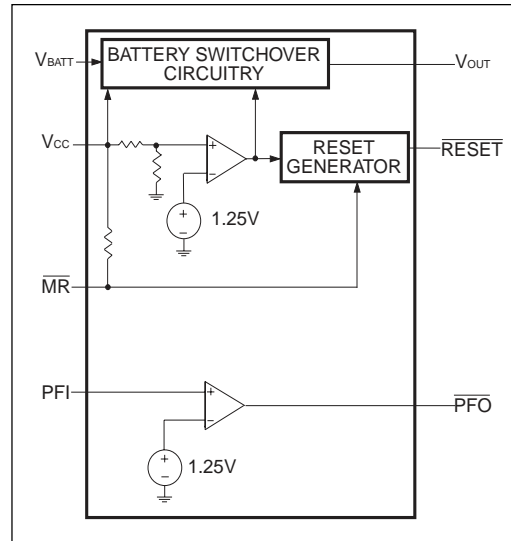 BATTERY SWITCHOVER
CIRCUITRY
VBATT
VOUT
VCC
+
−
RESET
GENERATOR
RESET
+
−
1.25V
MR
PFI
+
−
PFO
+
−
1.25V